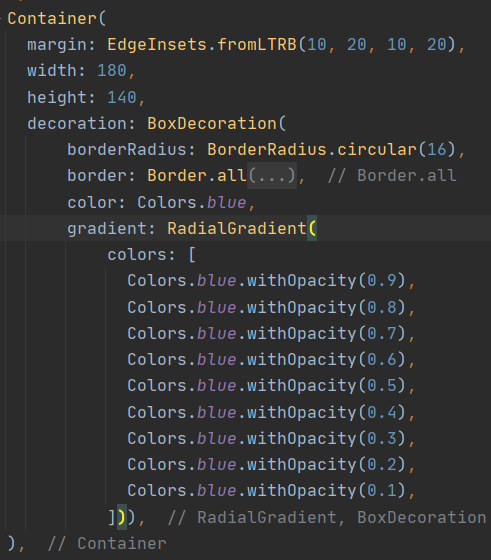 Container(
margin: EdgeInsets.fromLTRB(10, 20, 10, 20),
width: 180,
height: 140,
decoration: BoxDecoration(
borderRadius: BorderRadius.circular(16),
border: Border.all(...), // Border.all
color: Colors.blue,
gradient: RadialGradient(
colors: [
Colors.blue.withOpacity(0.9),
Colors.blue.withOpacity(0.8),
Colors.blue.withOpacity(0.7),
Colors.blue.withOpacity(0.6),
Colors.blue.withOpacity(0.5),
Colors.blue.withOpacity(0.4),
Colors.blue.withOpacity(0.3),
Colors.blue.withOpacity(0.2),
Colors.blue.withOpacity(0.1),
])), // RadialGradient, BoxDecoration
), // Container